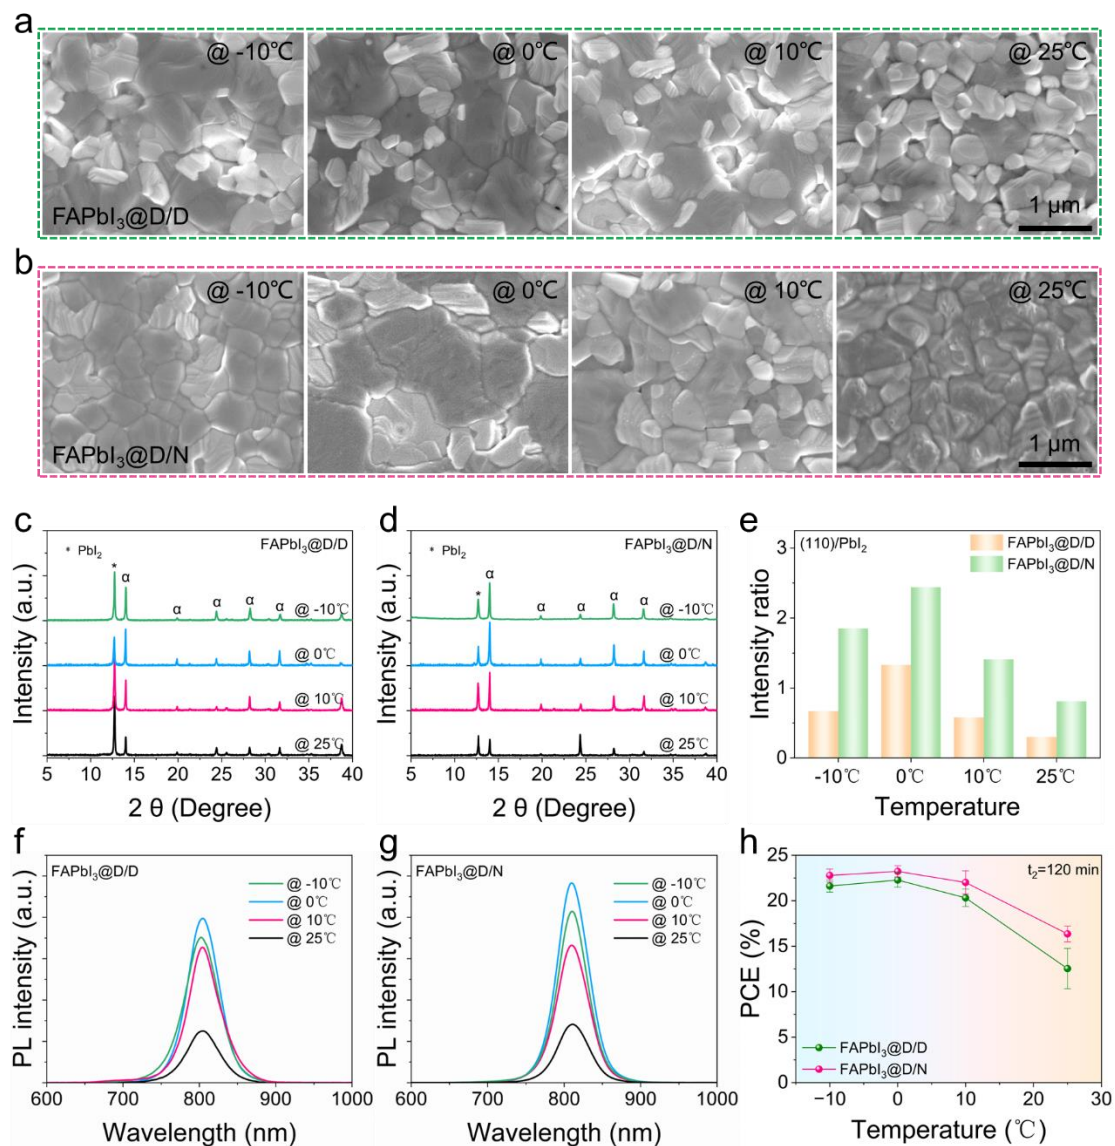 a
@ -10℃
@ 0℃
@ 10℃
@ 25℃
FAPbI₃@D/D
1 μm
b
@ -10℃
@ 0℃
@ 10℃
@ 25℃
FAPbI₃@D/N
1 μm
c
* PbI₂
FAPbI₃@D/D
* α α α α α
@ -10℃
@ 0℃
@ 10℃
@ 25℃
Intensity (a.u.)
5 10 15 20 25 30 35 40
2 θ (Degree)
d
* PbI₂
FAPbI₃@D/N
* α α α α α
@ -10℃
@ 0℃
@ 10℃
@ 25℃
Intensity (a.u.)
5 10 15 20 25 30 35 40
2 θ (Degree)
e
(110)/PbI₂
FAPbI₃@D/D
FAPbI₃@D/N
Intensity ratio
3
2
1
0
-10℃ 0℃ 10℃ 25℃
Temperature
f
FAPbI₃@D/D
@ -10℃
@ 0℃
@ 10℃
@ 25℃
PL intensity (a.u.)
600 700 800 900 1000
Wavelength (nm)
g
FAPbI₃@D/N
@ -10℃
@ 0℃
@ 10℃
@ 25℃
PL intensity (a.u.)
600 700 800 900 1000
Wavelength (nm)
h
t₂=120 min
PCE (%)
25
20
15
10
5
0
FAPbI₃@D/D
FAPbI₃@D/N
−10 0 10 20 30
Temperature (℃)